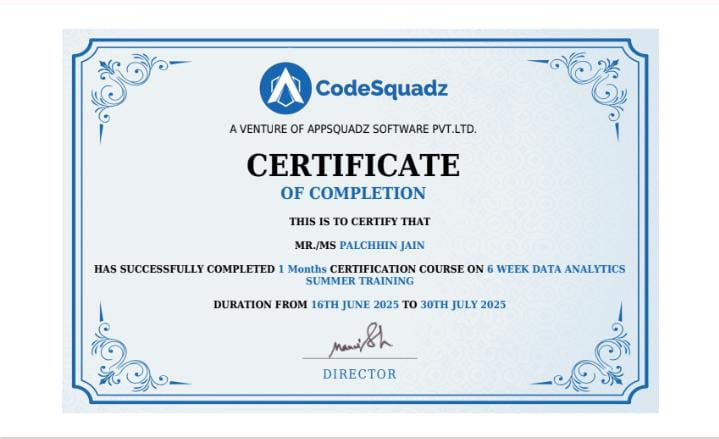 CodeSquadz
A VENTURE OF APPSQUADZ SOFTWARE PVT.LTD.
CERTIFICATE
OF COMPLETION
THIS IS TO CERTIFY THAT
MR./MS PALCHHIN JAIN
HAS SUCCESSFULLY COMPLETED 1 Months CERTIFICATION COURSE ON 6 WEEK DATA ANALYTICS
SUMMER TRAINING
DURATION FROM 16TH JUNE 2025 TO 30TH JULY 2025
DIRECTOR